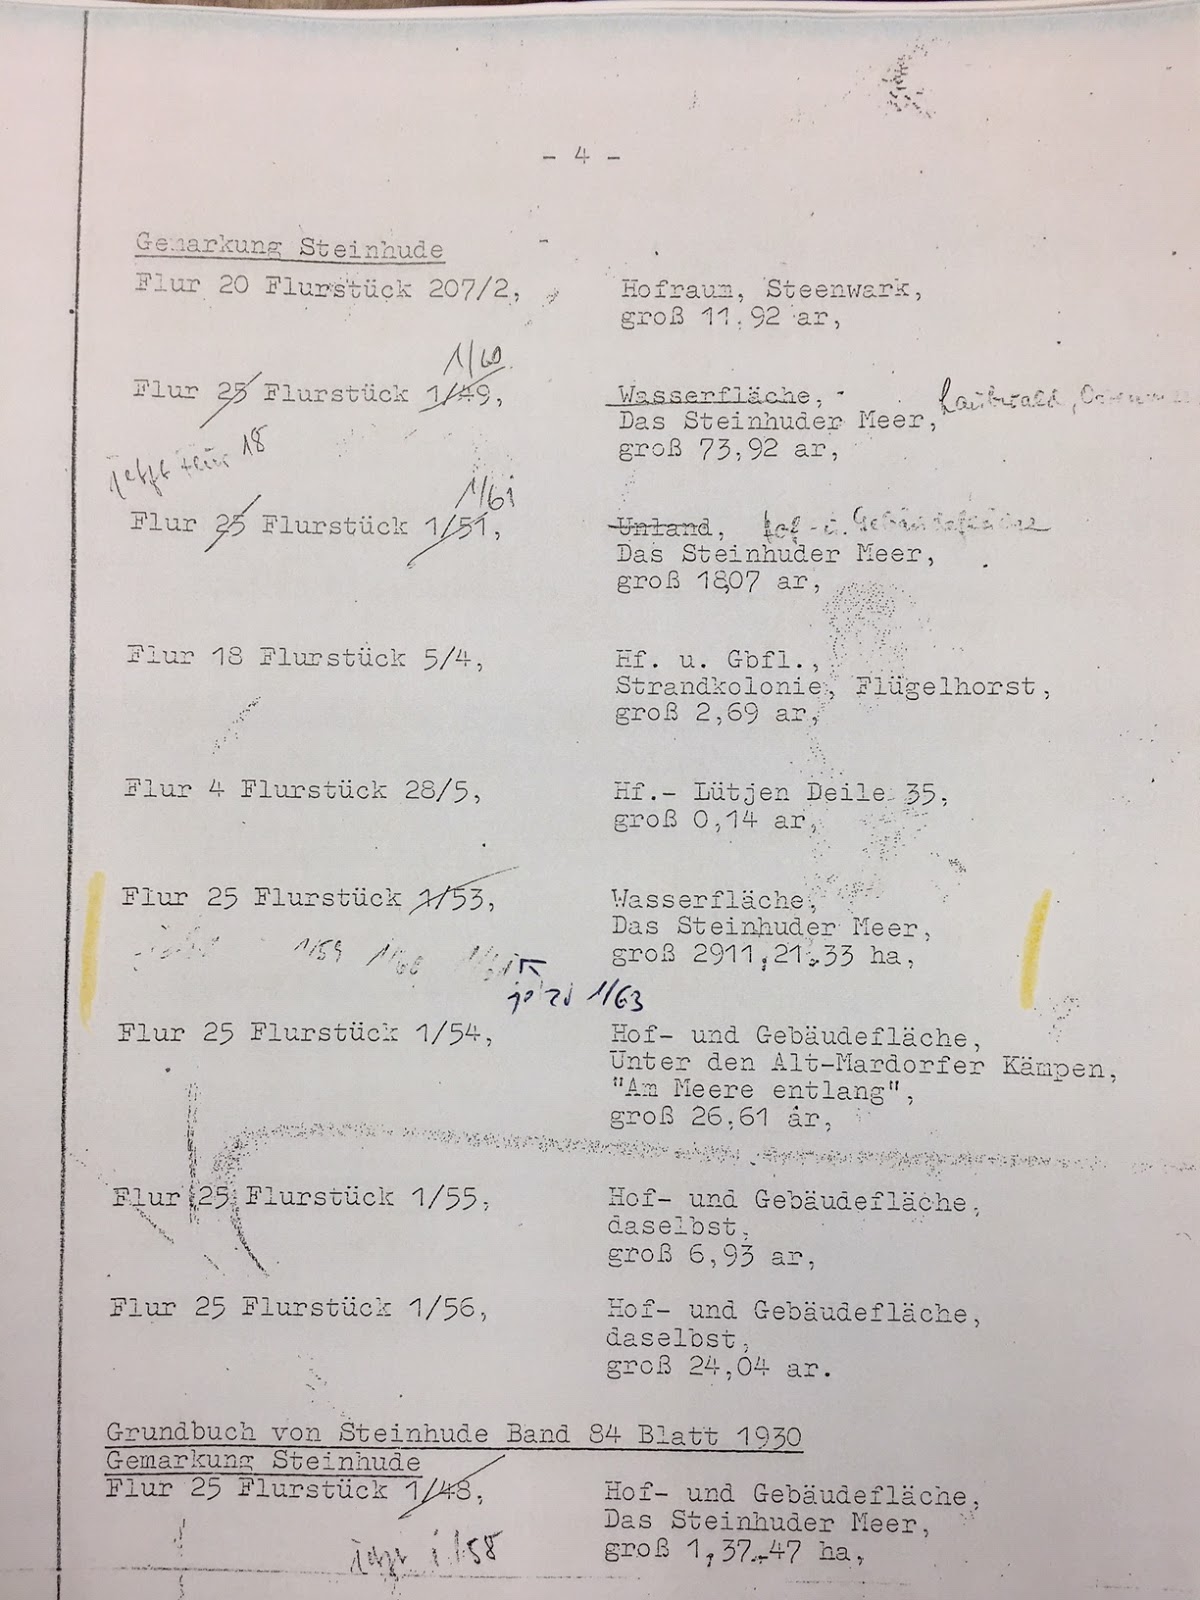 - 4 -
Gemarkung Steinhude
Flur 20 Flurstück 207/2,
Hofraum, Steenwark,
groß 11,92 ar,
1/60
Flur 25 Flurstück 1/49,
Wasserfläche, Laubwald,
Das Steinhuder Meer,
groß 73,92 ar,
jetzt Flur 18
1/61
Flur 25 Flurstück 1/51,
Unland, Hof- u. Gebäudefläche
Das Steinhuder Meer,
groß 18,07 ar,
Flur 18 Flurstück 5/4,
Hf. u. Gbfl.,
Strandkolonie, Flügelhorst,
groß 2,69 ar,
Flur 4 Flurstück 28/5,
Hf.- Lütjen Deile 35,
groß 0,14 ar,
Flur 25 Flurstück 1/53,
Wasserfläche,
Das Steinhuder Meer,
groß 2911,21,33 ha,
1/59 1/60
1/63
Flur 25 Flurstück 1/54,
Hof- und Gebäudefläche,
Unter den Alt-Mardorfer Kämpen,
"Am Meere entlang",
groß 26,61 ar,
Flur 25 Flurstück 1/55,
Hof- und Gebäudefläche,
daselbst,
groß 6,93 ar,
Flur 25 Flurstück 1/56,
Hof- und Gebäudefläche,
daselbst,
groß 24,04 ar.
Grundbuch von Steinhude Band 84 Blatt 1930
Gemarkung Steinhude
Flur 25 Flurstück 1/48,
Hof- und Gebäudefläche,
Das Steinhuder Meer,
groß 1,37,47 ha,
jetzt 1/58